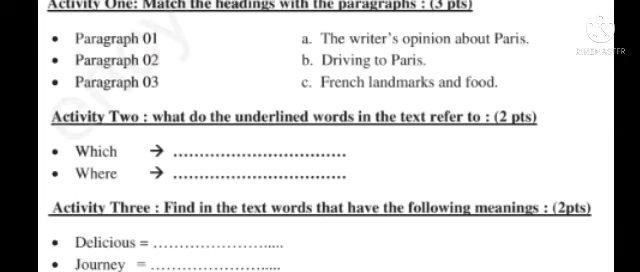 Activity One: Match the headings with the paragraphs : (3 pts)
• Paragraph 01 a. The writer's opinion about Paris.
• Paragraph 02 b. Driving to Paris.
• Paragraph 03 c. French landmarks and food.
Activity Two : what do the underlined words in the text refer to : (2 pts)
• Which → .................................
• Where → .................................
Activity Three : Find in the text words that have the following meanings : (2pts)
• Delicious = .........................
• Journey = .........................